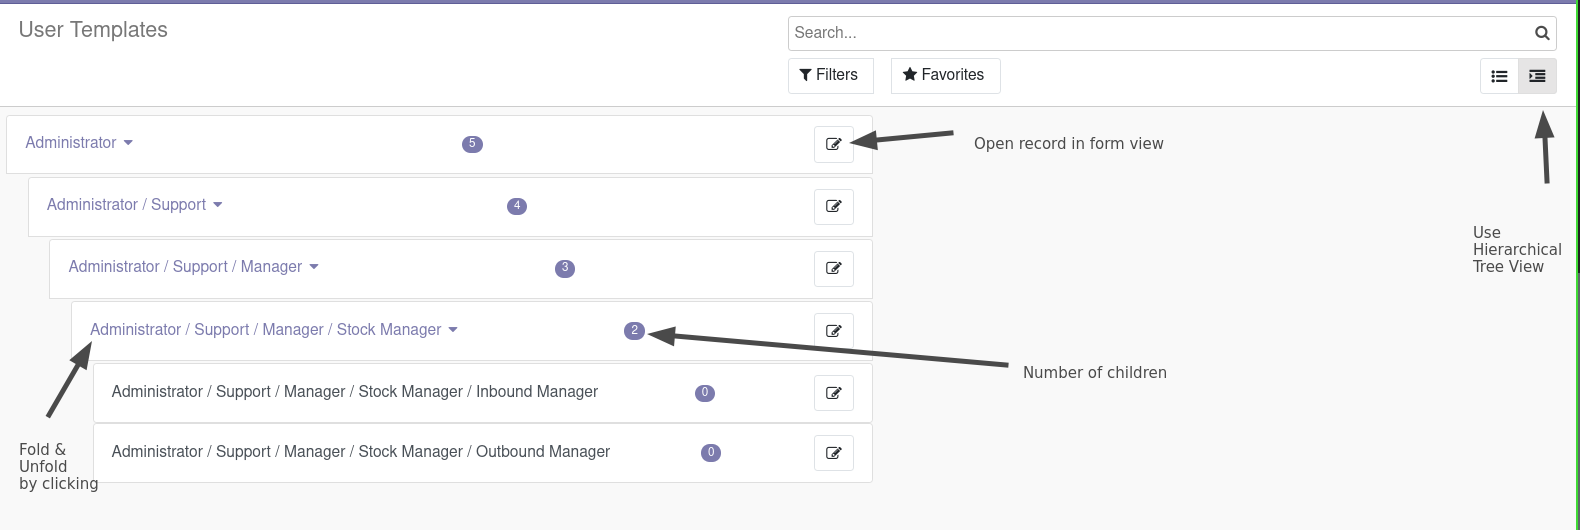 User Templates
Search...
Filters
Favorites
Administrator
5
Open record in form view
Administrator / Support
4
Use
Hierarchical
Tree View
Administrator / Support / Manager
3
Administrator / Support / Manager / Stock Manager
2
Number of children
Administrator / Support / Manager / Stock Manager / Inbound Manager
0
Administrator / Support / Manager / Stock Manager / Outbound Manager
0
Fold &
Unfold
by clicking